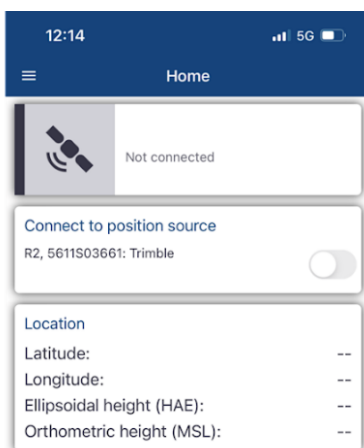 12:14 5G
Home
Not connected
Connect to position source
R2, 5611S03661: Trimble
Location
Latitude: --
Longitude: --
Ellipsoidal height (HAE): --
Orthometric height (MSL): --